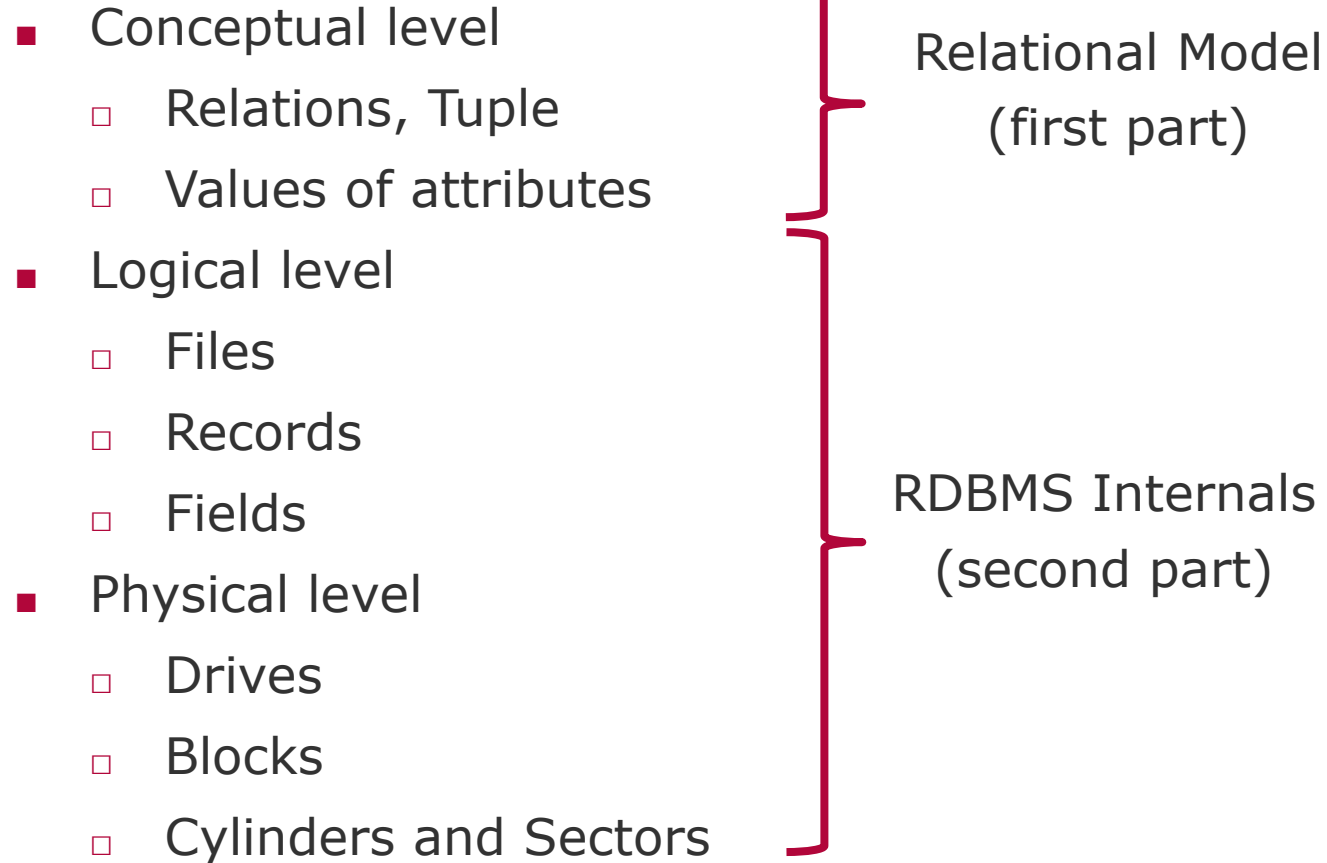 Conceptual level
Relations, Tuple
Values of attributes
Logical level
Files
Records
Fields
Physical level
Drives
Blocks
Cylinders and Sectors
Relational Model
(first part)
RDBMS Internals
(second part)